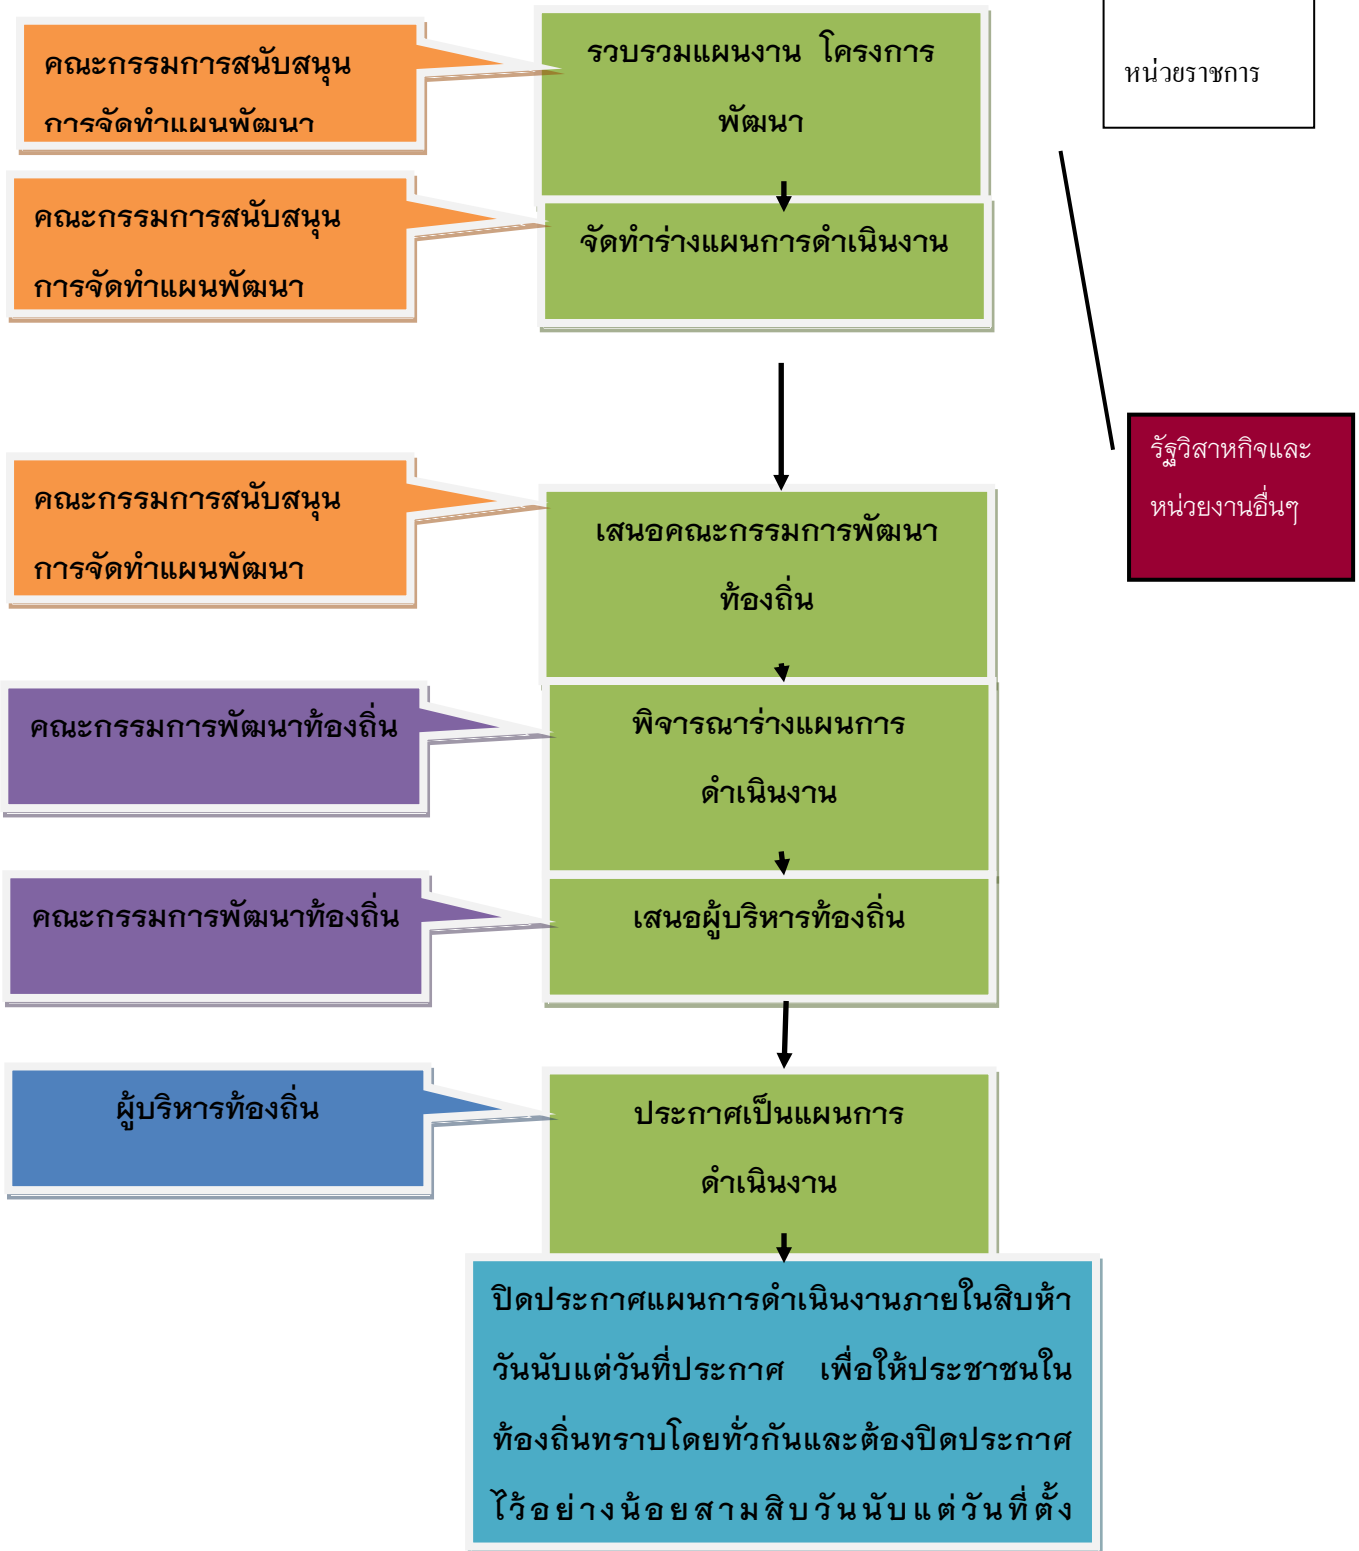 คณะกรรมการสนับสนุน
การจัดทำแผนพัฒนา
รวบรวมแผนงาน โครงการ
พัฒนา
หน่วยราชการ
คณะกรรมการสนับสนุน
การจัดทำแผนพัฒนา
จัดทำร่างแผนการดำเนินงาน
รัฐวิสาหกิจและ
หน่วยงานอื่นๆ
คณะกรรมการสนับสนุน
การจัดทำแผนพัฒนา
เสนอคณะกรรมการพัฒนา
ท้องถิ่น
คณะกรรมการพัฒนาท้องถิ่น
พิจารณาร่างแผนการ
ดำเนินงาน
คณะกรรมการพัฒนาท้องถิ่น
เสนอผู้บริหารท้องถิ่น
ผู้บริหารท้องถิ่น
ประกาศเป็นแผนการ
ดำเนินงาน
ปิดประกาศแผนการดำเนินงานภายในสิบห้า
วันนับแต่วันที่ประกาศ เพื่อให้ประชาชนใน
ท้องถิ่นทราบโดยทั่วกันและต้องปิดประกาศ
ไว้อย่างน้อยสามสิบวันนับแต่วันที่ตั้ง